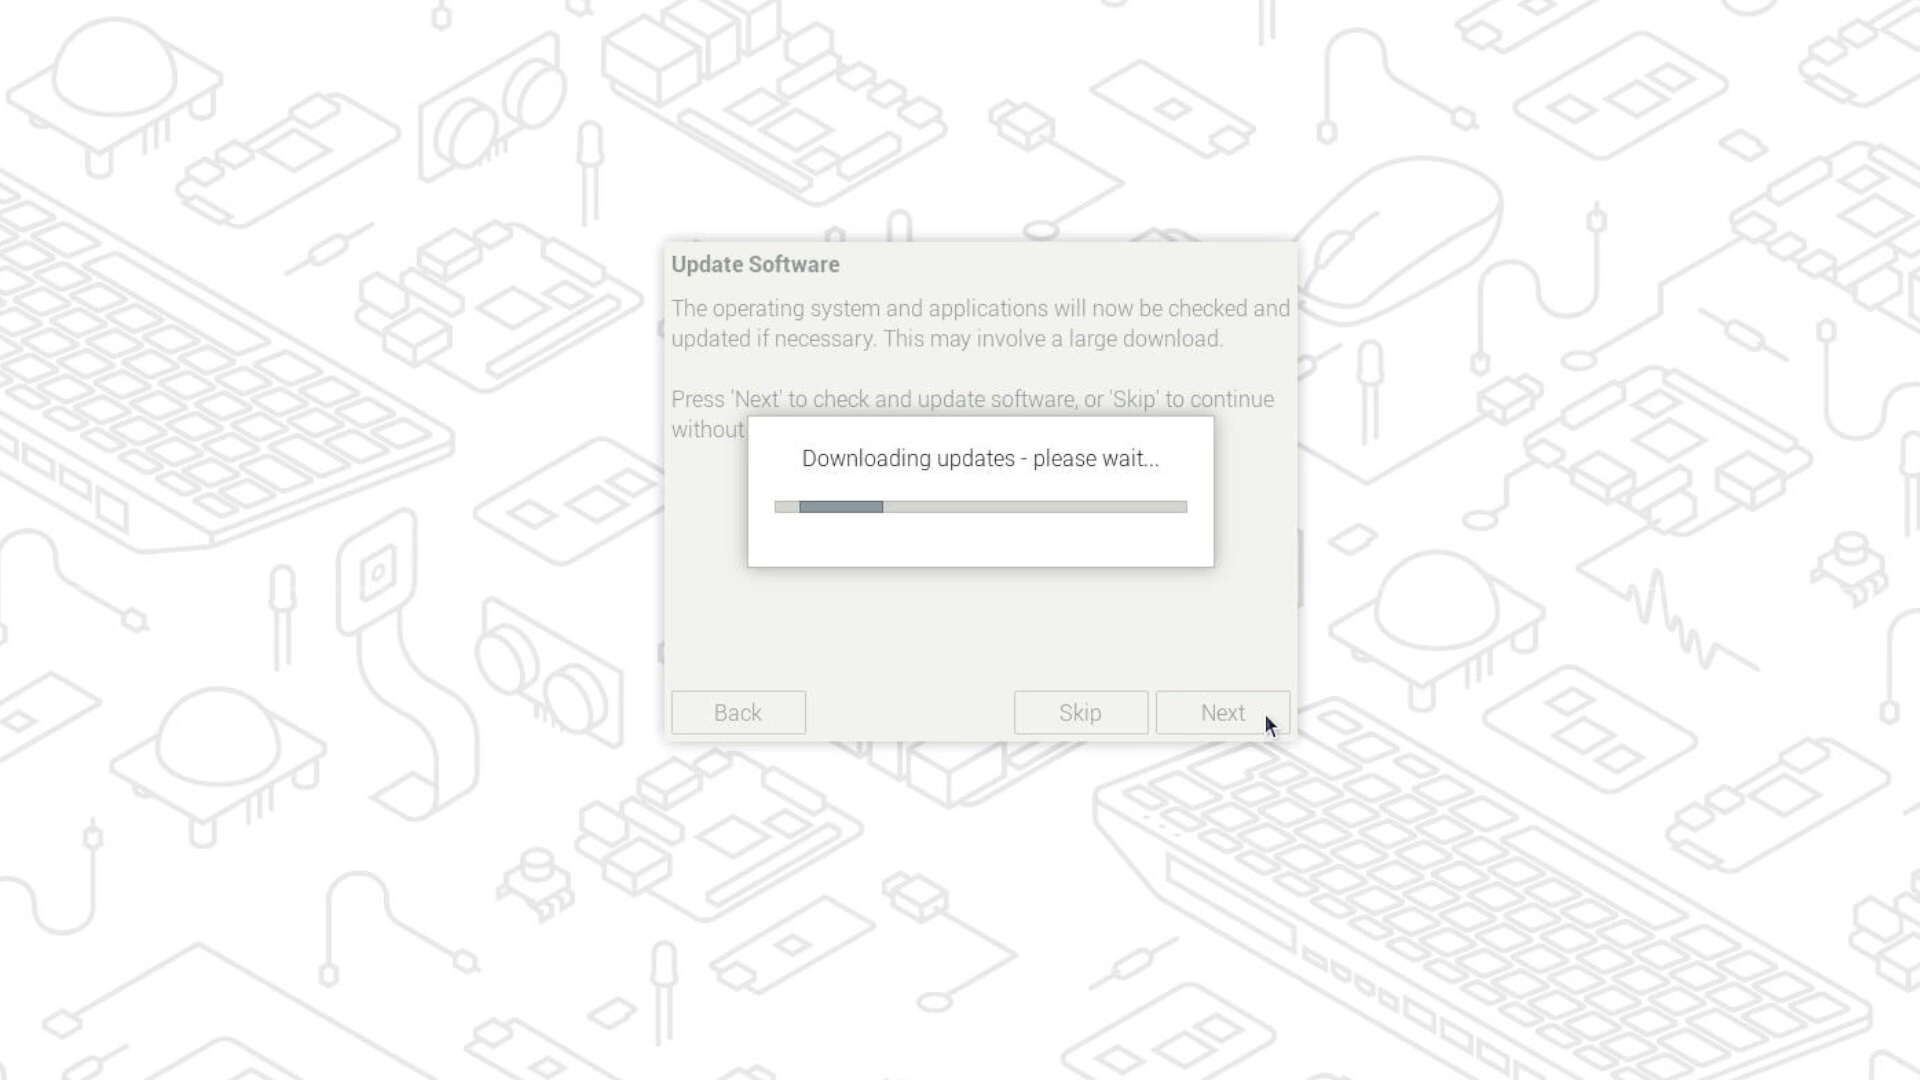 Update Software
The operating system and applications will now be checked and
updated if necessary. This may involve a large download.
Press 'Next' to check and update software, or 'Skip' to continue
without
Downloading updates - please wait...
Back
Skip
Next